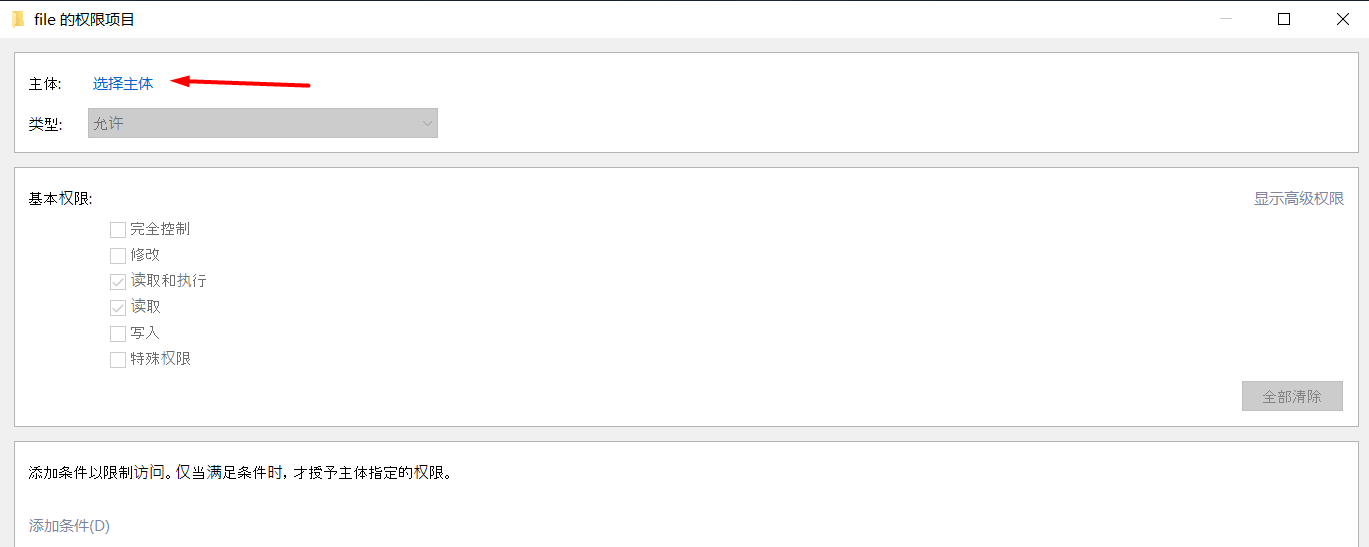 file 的权限项目
主体: 选择主体
类型: 允许
基本权限: 显示高级权限
完全控制
修改
读取和执行
读取
写入
特殊权限
全部清除
添加条件以限制访问。仅当满足条件时, 才授予主体指定的权限。
添加条件(D)